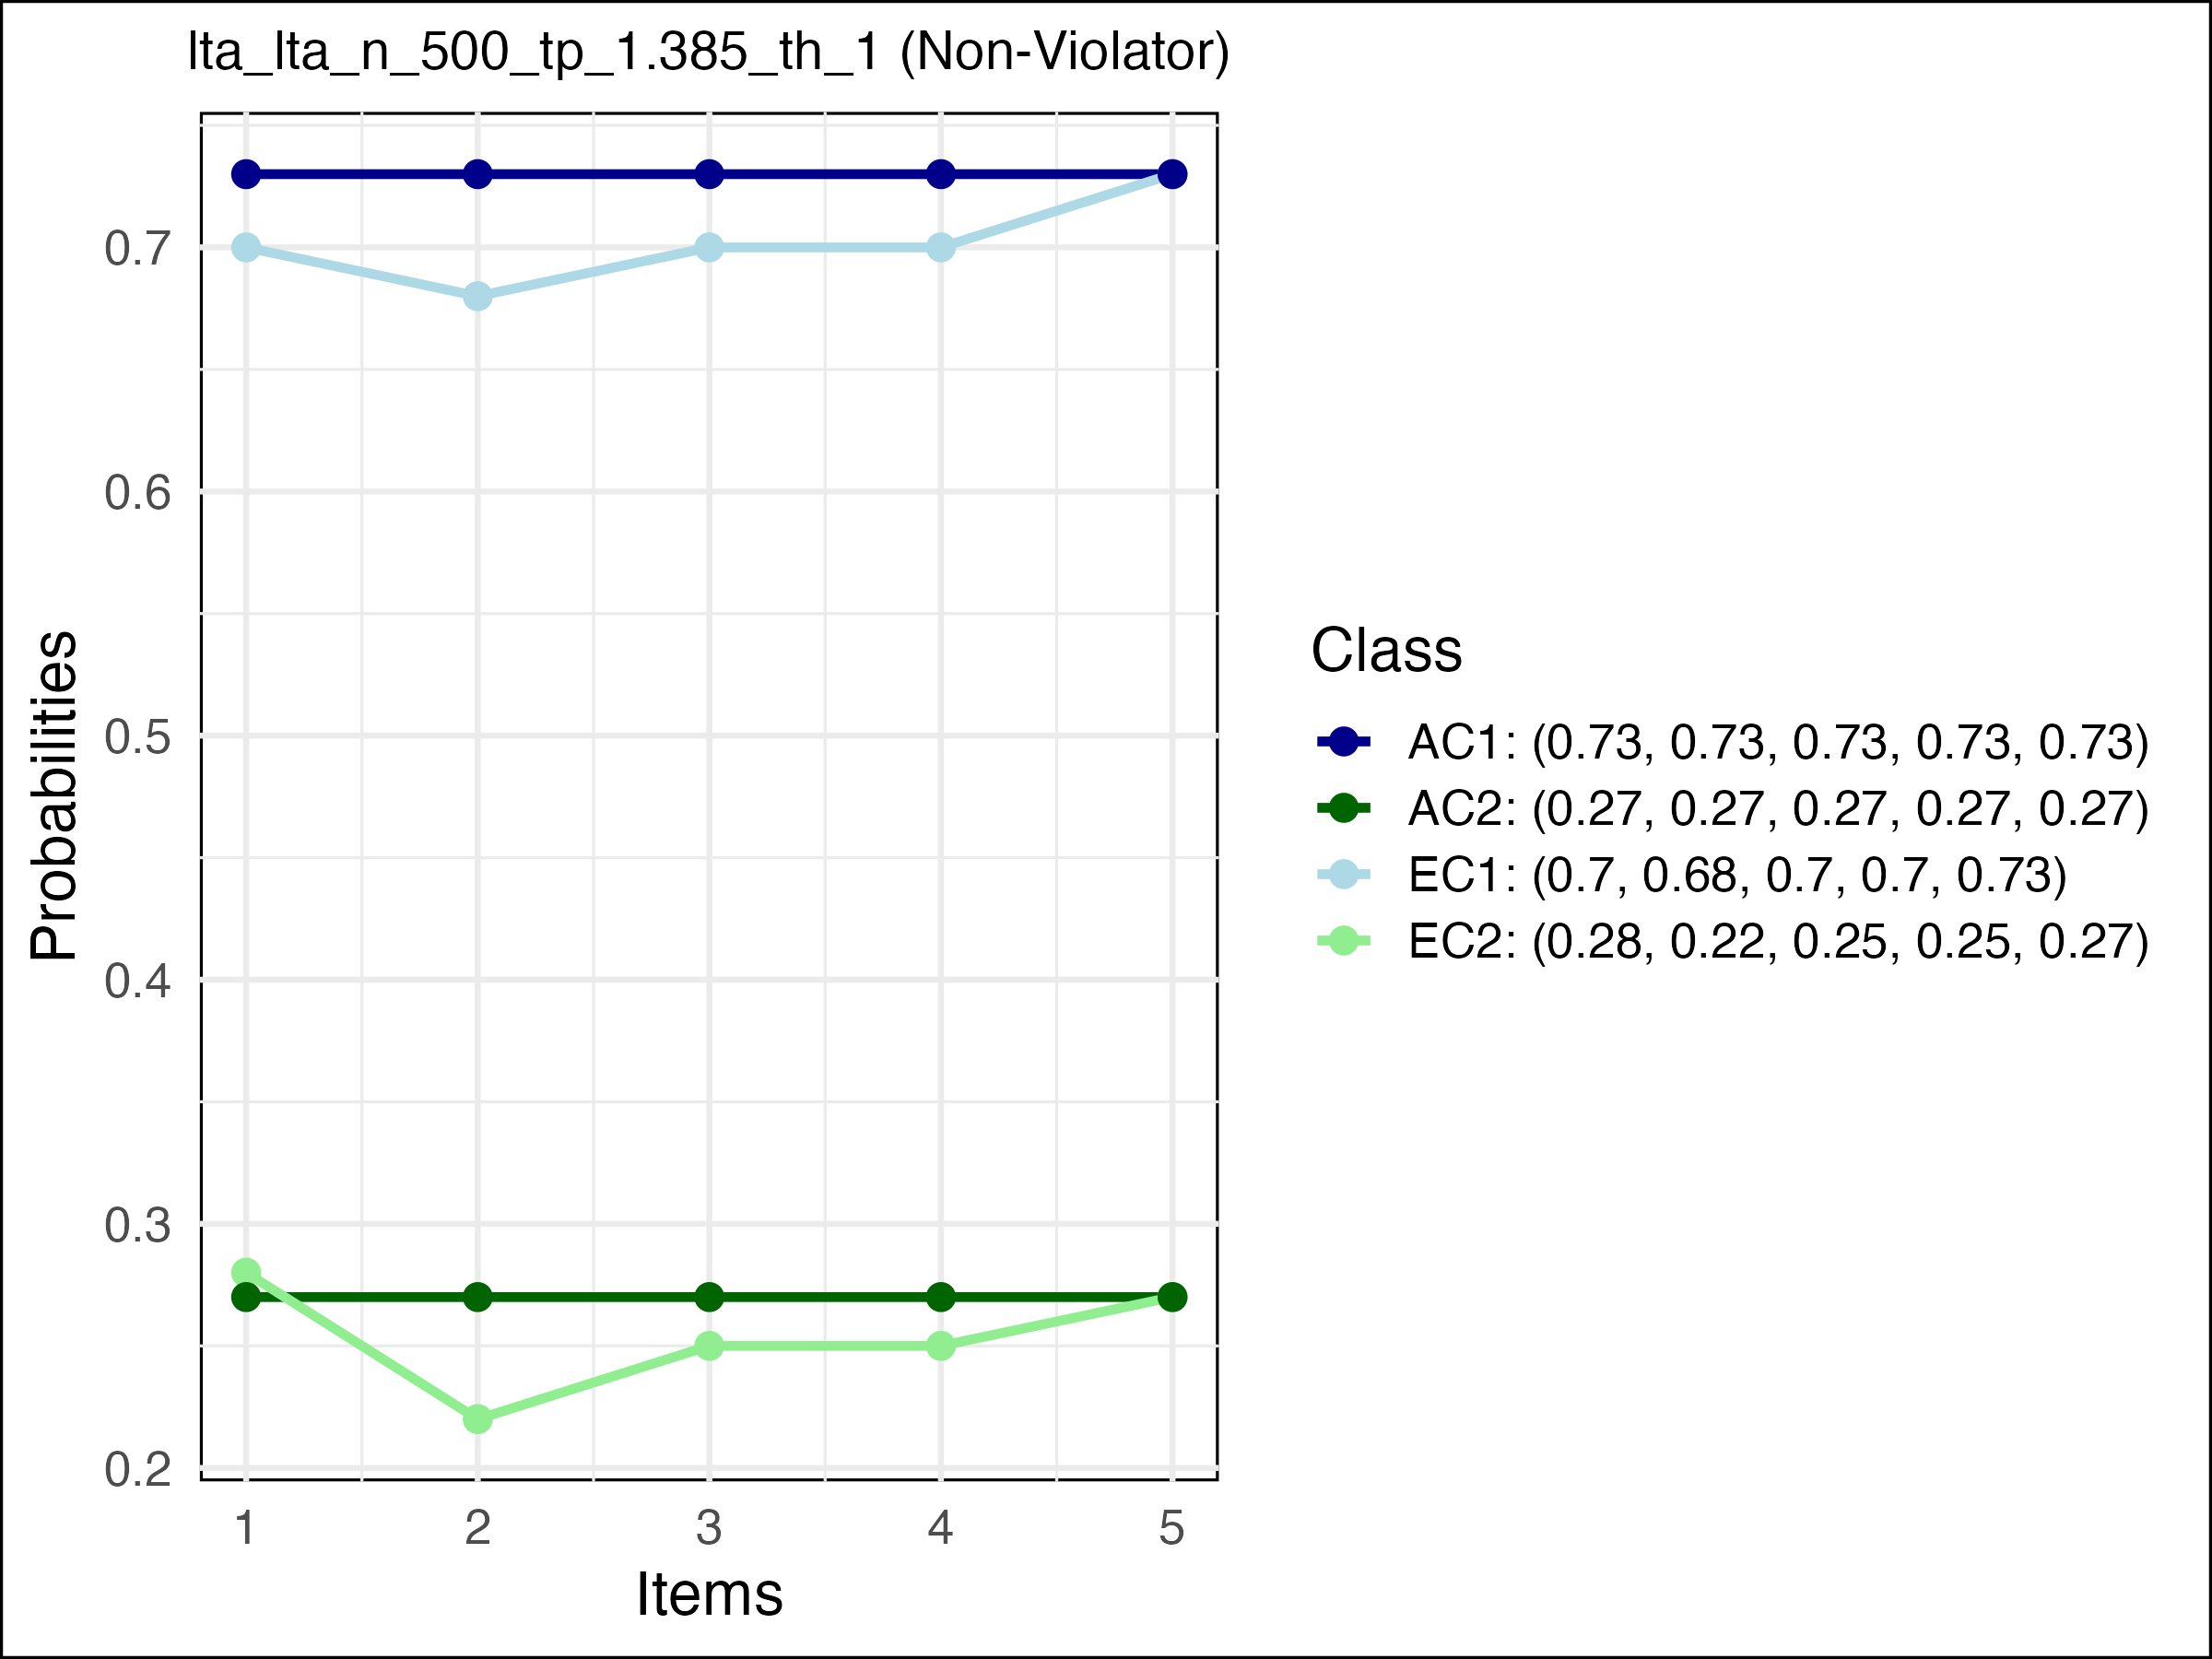 lta_lta_n_500_tp_1.385_th_1 (Non-Violator)
0.7
0.6
0.5
0.4
0.3
0.2
Probabilities
1 2 3 4 5
Items
Class
AC1: (0.73, 0.73, 0.73, 0.73, 0.73)
AC2: (0.27, 0.27, 0.27, 0.27, 0.27)
EC1: (0.7, 0.68, 0.7, 0.7, 0.73)
EC2: (0.28, 0.22, 0.25, 0.25, 0.27)